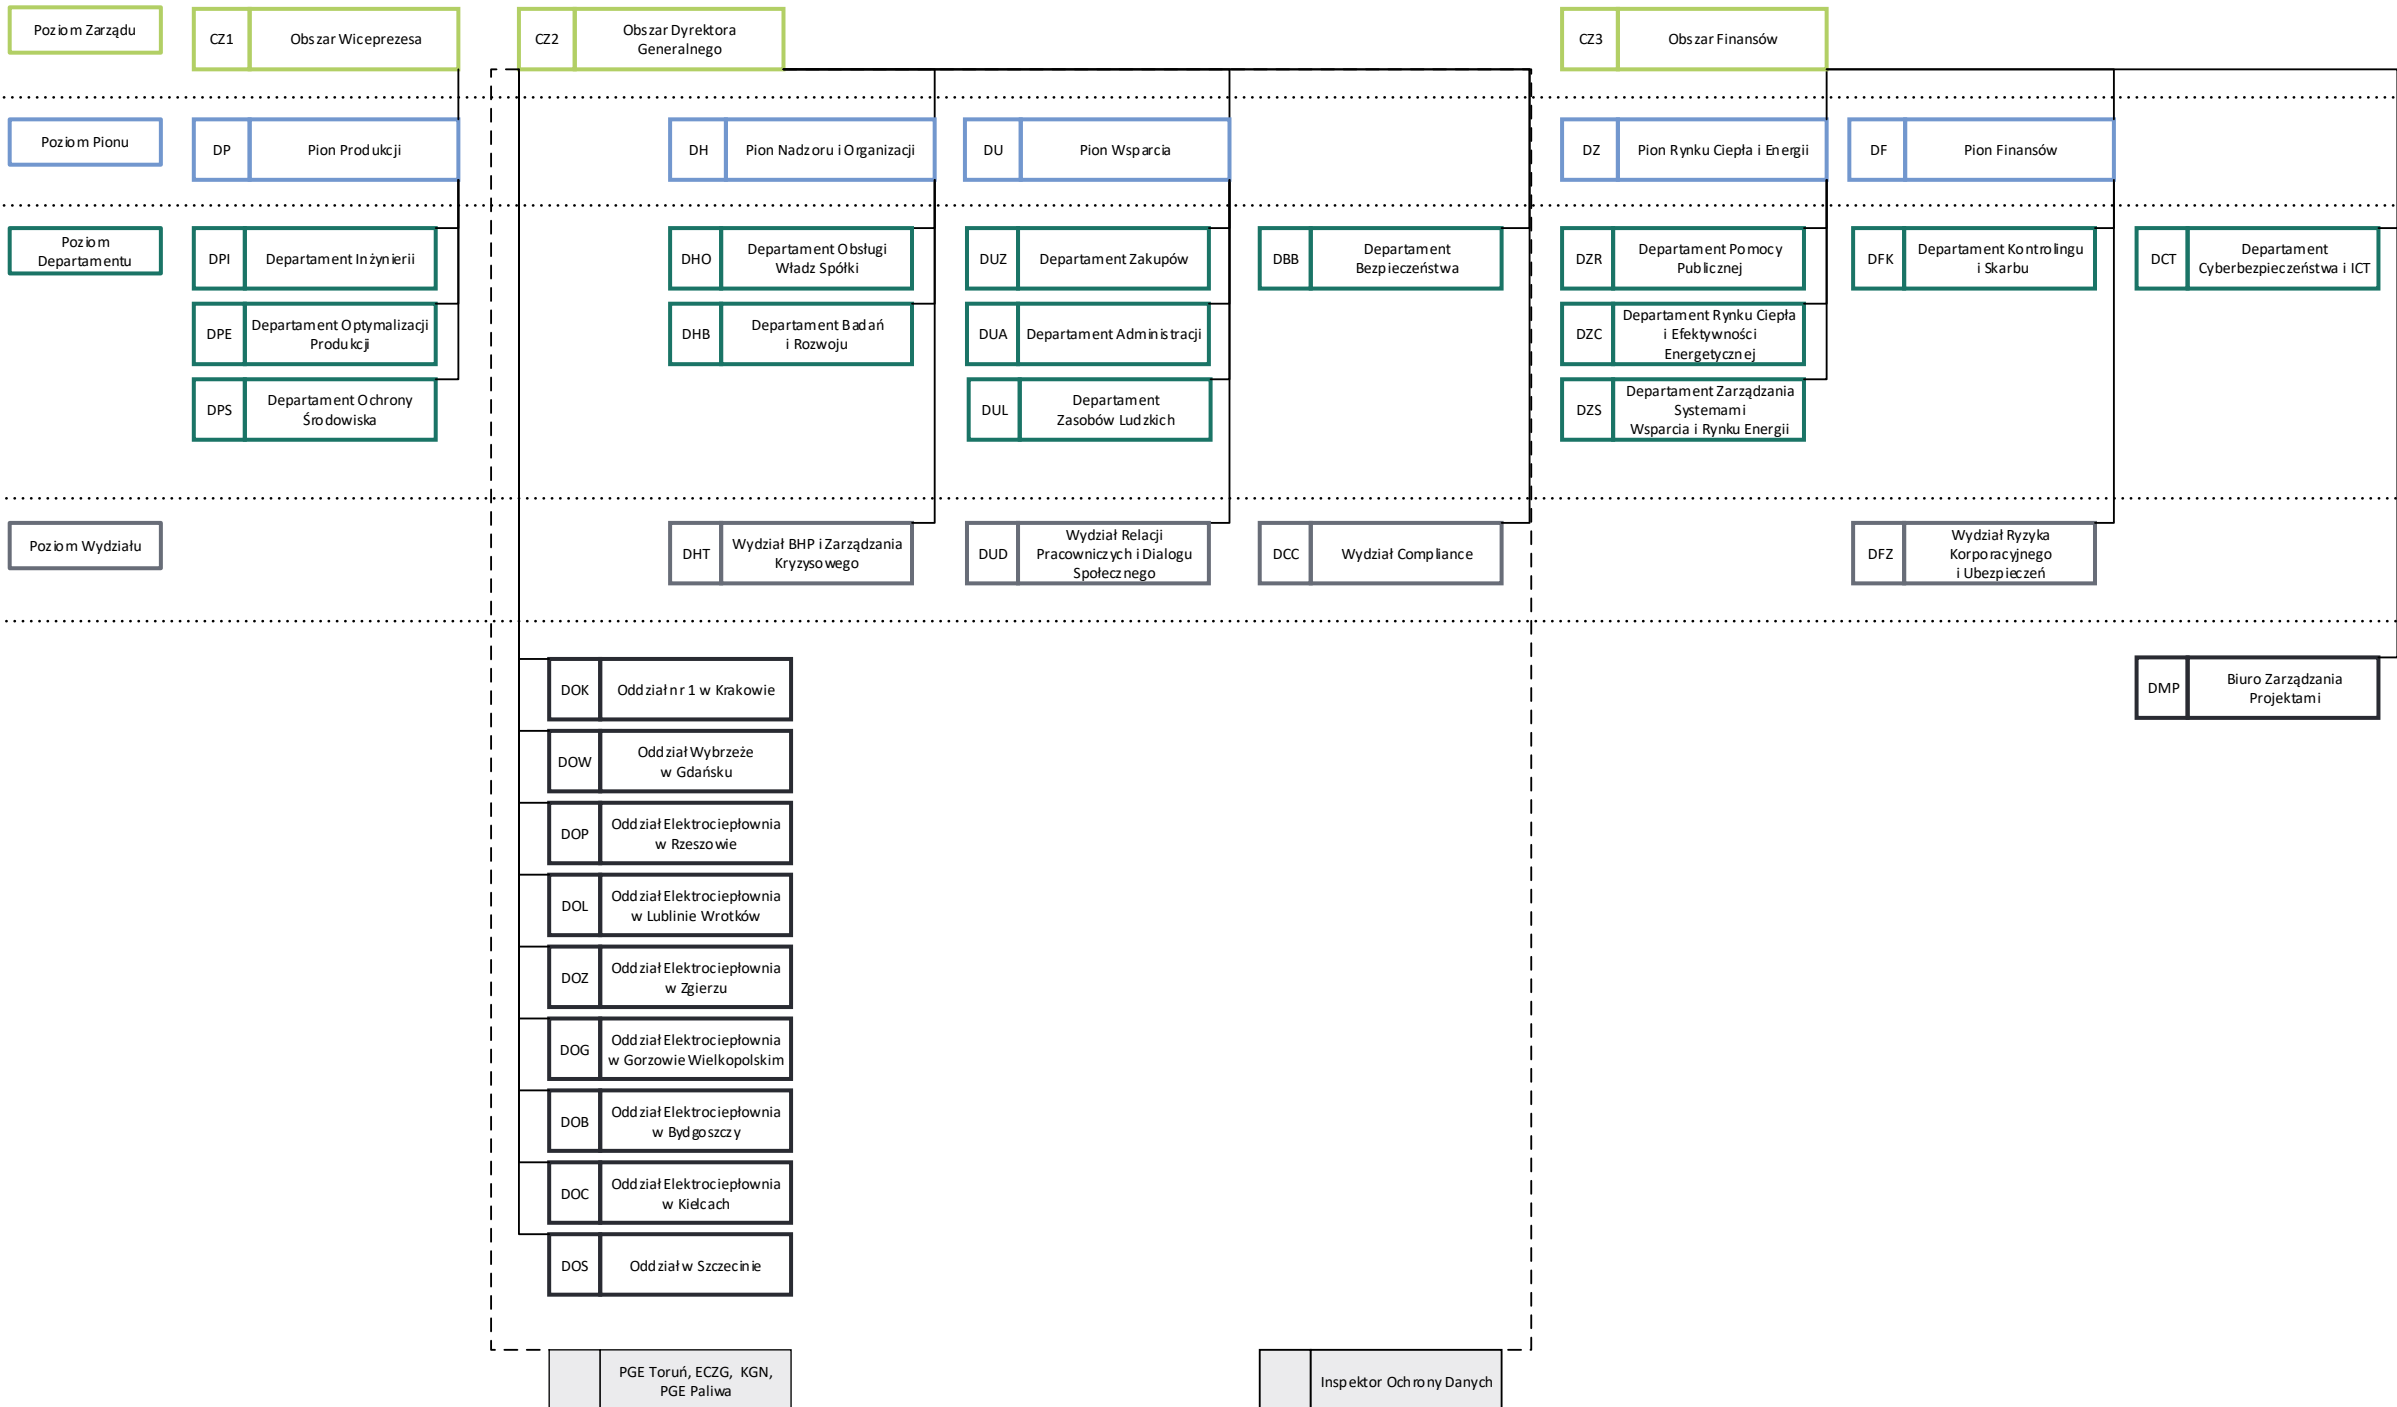 Poziom Zarządu
CZ1
Obszar Wiceprezesa
CZ2
Obszar Dyrektora
Generalnego
CZ3
Obszar Finansów
Poziom Pionu
DP
Pion Produkcji
DH
Pion Nadzoru i Organizacji
DU
Pion Wsparcia
DZ
Pion Rynku Ciepła i Energii
DF
Pion Finansów
Poziom
Departamentu
DPI
Departament Inżynierii
DHO
Departament Obsługi
Władz Spółki
DUZ
Departament Zakupów
DBB
Departament
Bezpieczeństwa
DZR
Departament Pomocy
Publicznej
DFK
Departament Kontrolingu
i Skarbu
DCT
Departament
Cyberbezpieczeństwa i ICT
DPE
Departament Optymalizacji
Produkcji
DHB
Departament Badań
i Rozwoju
DUA
Departament Administracji
DZC
Departament Rynku Ciepła
i Efektywności
Energetycznej
DPS
Departament Ochrony
Środowiska
DUL
Departament
Zasobów Ludzkich
DZS
Departament Zarządzania
Systemami
Wsparcia i Rynku Energii
Poziom Wydziału
DHT
Wydział BHP i Zarządzania
Kryzysowego
DUD
Wydział Relacji
Pracowniczych i Dialogu
Społecznego
DCC
Wydział Compliance
DFZ
Wydział Ryzyka
Korporacyjnego
i Ubezpieczeń
DOK
Oddział nr 1 w Krakowie
DMP
Biuro Zarządzania
Projektami
DOW
Oddział Wybrzeże
w Gdańsku
DOP
Oddział Elektrociepłownia
w Rzeszowie
DOL
Oddział Elektrociepłownia
w Lublinie Wrotków
DOZ
Oddział Elektrociepłownia
w Zgierzu
DOG
Oddział Elektrociepłownia
w Gorzowie Wielkopolskim
DOB
Oddział Elektrociepłownia
w Bydgoszczy
DOC
Oddział Elektrociepłownia
w Kielcach
DOS
Oddział w Szczecinie
PGE Toruń, ECZG, KGN,
PGE Paliwa
Inspektor Ochrony Danych